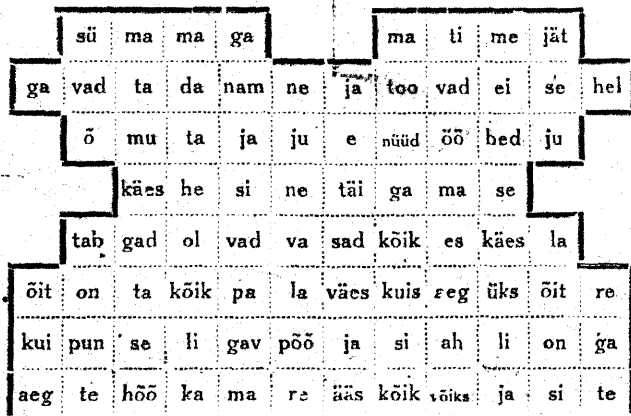 sü ma ma ga ma ti me jät
ga vad ta da nam ne ja too vad ei se hel
õ mu ta ja ju e nüüd öö hed ju
käes he si ne täi ga ma se
tab gad ol vad va sad kõik es käes la
õit on ta kõik pa la väes kuis reg üks õit re
kui pun se li gav põõ ja si ah li on ga
aeg te hõõ ka ma re ääs kõik võiks ja si te